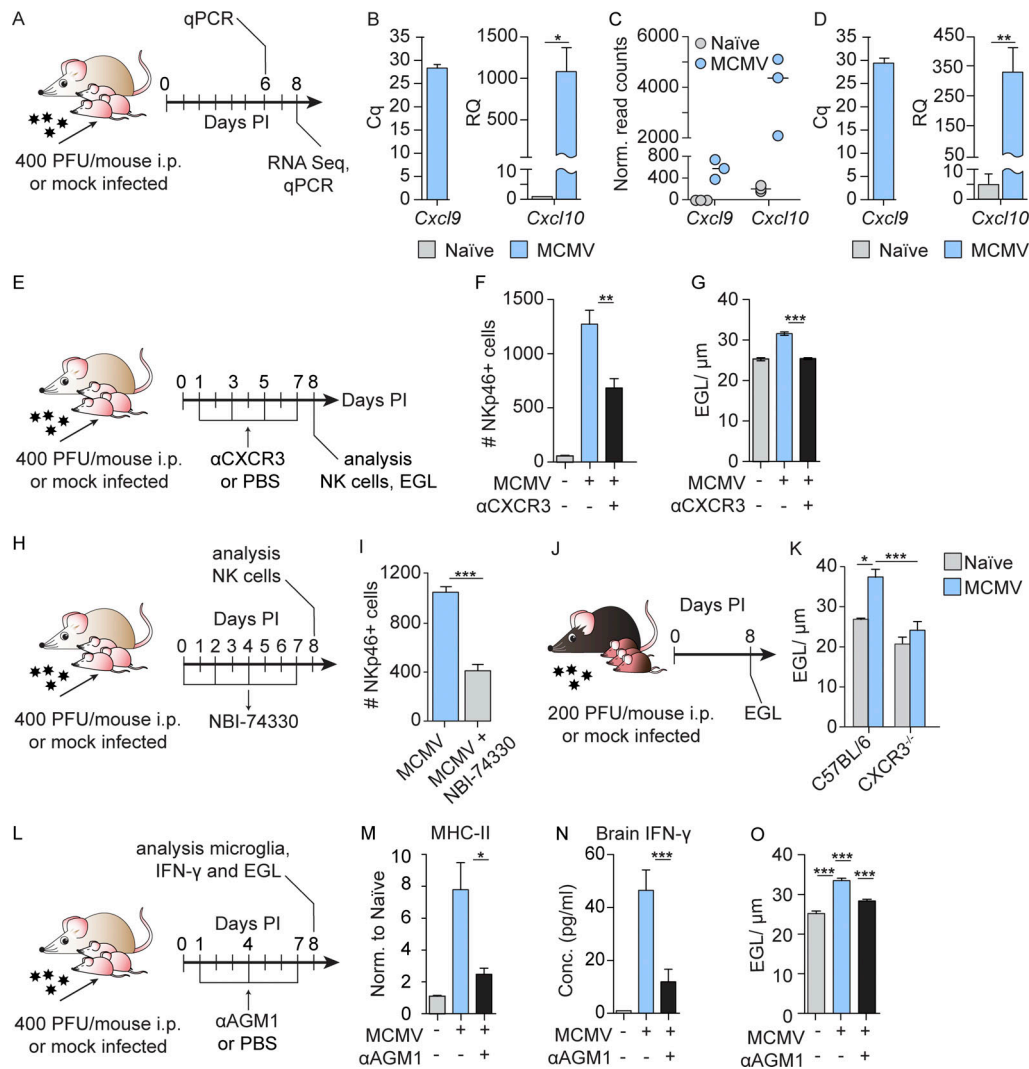 A
qPCR
0
6
8
Days PI
400 PFU/mouse i.p.
or mock infected
RNA Seq,
qPCR
B
Cq
35
30
25
20
15
10
5
0
Cxcl9
RQ
*
1500
1000
500
10
5
0
Cxcl10
Naïve
MCMV
C
Norm. read counts
6000
4000
2000
800
400
0
Cxcl9
Cxcl10
Naïve
MCMV
D
Cq
35
30
25
20
15
10
5
0
Cxcl9
RQ
**
450
350
250
150
50
10
5
0
Cxcl10
Naïve
MCMV
E
0 1 3 5 7 8
Days PI
400 PFU/mouse i.p.
or mock infected
αCXCR3
or PBS
analysis
NK cells, EGL
F
# NKp46+ cells
1500
1000
500
0
**
MCMV - + +
αCXCR3 - - +
G
EGL/ µm
40
30
20
10
0
***
MCMV - + +
αCXCR3 - - +
H
analysis
NK cells
Days PI
0 1 2 3 4 5 6 7 8
400 PFU/mouse i.p.
or mock infected
NBI-74330
I
# NKp46+ cells
1200
800
400
0
***
MCMV
MCMV +
NBI-74330
J
Days PI
0
8
200 PFU/mouse i.p.
or mock infected
EGL
K
EGL/ µm
40
30
20
10
0
* ***
C57BL/6
CXCR3-/-
Naïve
MCMV
L
analysis microglia,
IFN-γ and EGL
Days PI
0 1 4 7 8
400 PFU/mouse i.p.
or mock infected
αAGM1
or PBS
M
MHC-II
Norm. to Naïve
10
8
6
4
2
0
*
MCMV - + +
αAGM1 - - +
N
Brain IFN-γ
Conc. (pg/ml)
60
40
20
0
***
MCMV - + +
αAGM1 - - +
O
EGL/ µm
40
30
20
10
0
*** *** ***
MCMV - + +
αAGM1 - - +